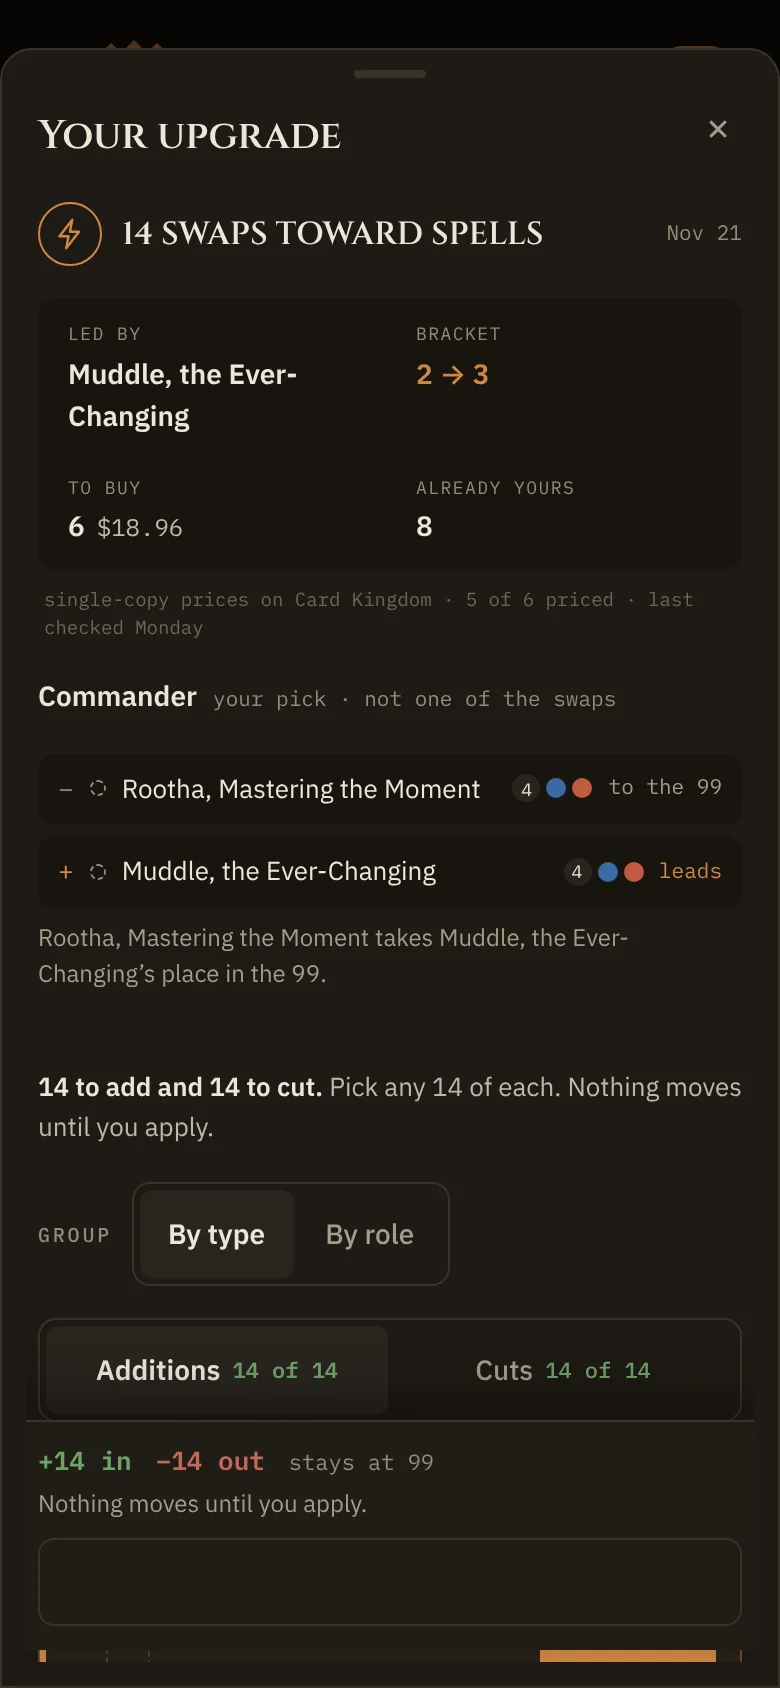 Your upgrade
✕
14 SWAPS TOWARD SPELLS
Nov 21
LED BY
BRACKET
Muddle, the Ever-
Changing
2 → 3
TO BUY
ALREADY YOURS
6 $18.96
8
single-copy prices on Card Kingdom · 5 of 6 priced · last
checked Monday
Commander your pick · not one of the swaps
− Rootha, Mastering the Moment 4 to the 99
+ Muddle, the Ever-Changing 4 leads
Rootha, Mastering the Moment takes Muddle, the Ever-
Changing’s place in the 99.
14 to add and 14 to cut. Pick any 14 of each. Nothing moves
until you apply.
GROUP By type By role
Additions 14 of 14 Cuts 14 of 14
+14 in −14 out stays at 99
Nothing moves until you apply.